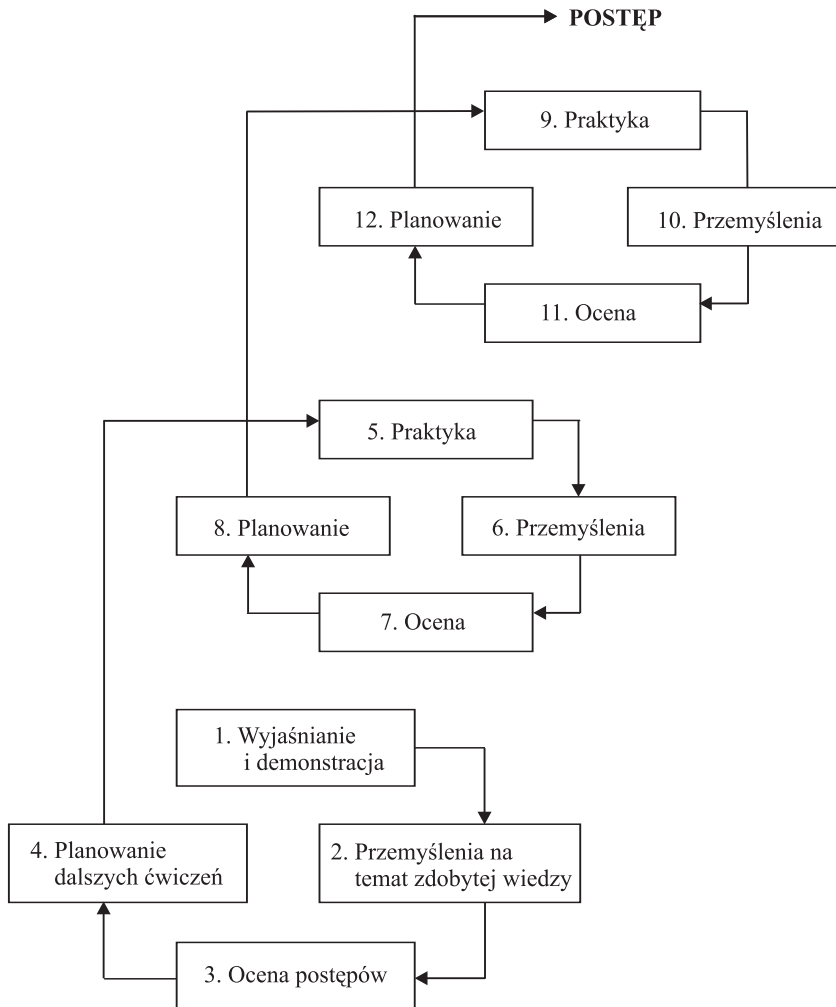 POSTĘP
9. Praktyka
12. Planowanie
10. Przemyślenia
11. Ocena
5. Praktyka
8. Planowanie
6. Przemyślenia
7. Ocena
1. Wyjaśnianie
i demonstracja
4. Planowanie
dalszych ćwiczeń
2. Przemyślenia na
temat zdobytej wiedzy
3. Ocena postępów